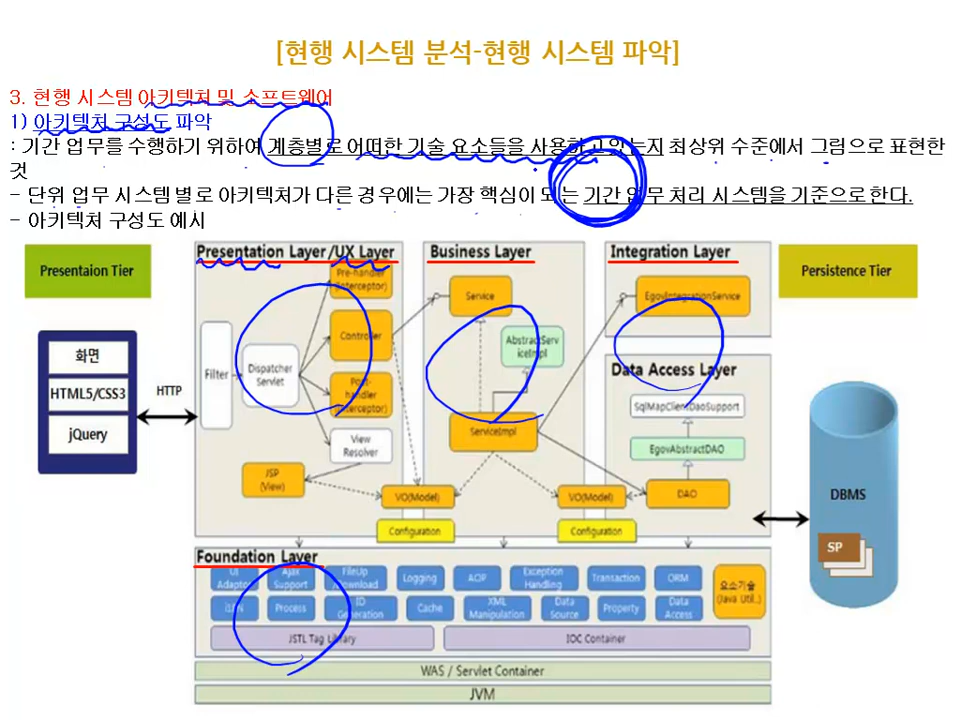 [현행 시스템 분석-현행 시스템 파악]
3. 현행 시스템 아키텍처 및 소프트웨어
1) 아키텍처 구성도 파악
: 기간 업무를 수행하기 위하여 계층별로 어떠한 기술 요소들을 사용하고 있는지 최상위 수준에서 그림으로 표현한
것
- 단위 업무 시스템별로 아키텍처가 다른 경우에는 가장 핵심이 되는 기간 업무 처리 시스템을 기준으로 한다.
- 아키텍처 구성도 예시
Presentaion Tier
Presentation Layer/UX Layer
Business Layer
Integration Layer
Persistence Tier
화면
HTML5/CSS3
jQuery
HTTP
Filter
Dispatcher
Servlet
Pre-handler
(Interceptor)
Controller
Post-
handler
(Interceptor)
View
Resolver
JSP
(View)
VO(Model)
Configuration
Service
AbstractServ
iceImpl
ServiceImpl
VO(Model)
Configuration
EgovIntegrationService
Data Access Layer
SqlMapClientDaoSupport
EgovAbstractDAO
DAO
DBMS
SP
Foundation Layer
UI
Adaptor
Ajax
Support
FileUp
/Download
Logging
AOP
Exception
Handling
Transaction
ORM
요소기술
(Java Util..)
i18N
Process
ID
Generation
Cache
XML
Manipulation
Data
Source
Property
Data
Access
JSTL Tag Library
IOC Container
WAS / Servlet Container
JVM